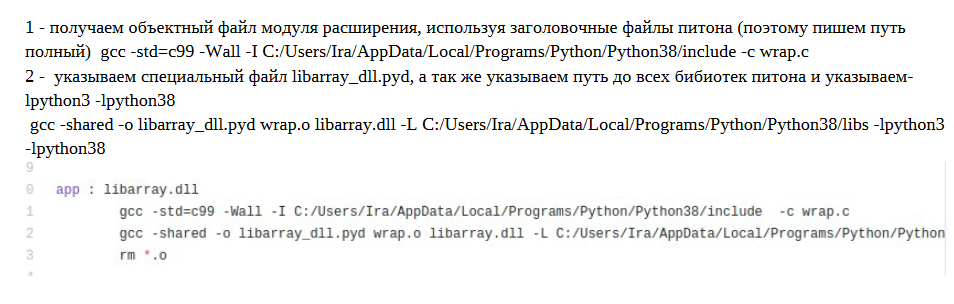 1 - получаем объектный файл модуля расширения, используя заголовочные файлы питона (поэтому пишем путь
полный)  gcc -std=c99 -Wall -I C:/Users/Ira/AppData/Local/Programs/Python/Python38/include -c wrap.c
2 -  указываем специальный файл libarray_dll.pyd, а так же указываем путь до всех бибиотек питона и указываем-
lpython3 -lpython38
gcc -shared -o libarray_dll.pyd wrap.o libarray.dll -L C:/Users/Ira/AppData/Local/Programs/Python/Python38/libs -lpython3
-lpython38
9
0 app : libarray.dll
1 gcc -std=c99 -Wall -I C:/Users/Ira/AppData/Local/Programs/Python/Python38/include  -c wrap.c
2 gcc -shared -o libarray_dll.pyd wrap.o libarray.dll -L C:/Users/Ira/AppData/Local/Programs/Python/Python
3 rm *.o